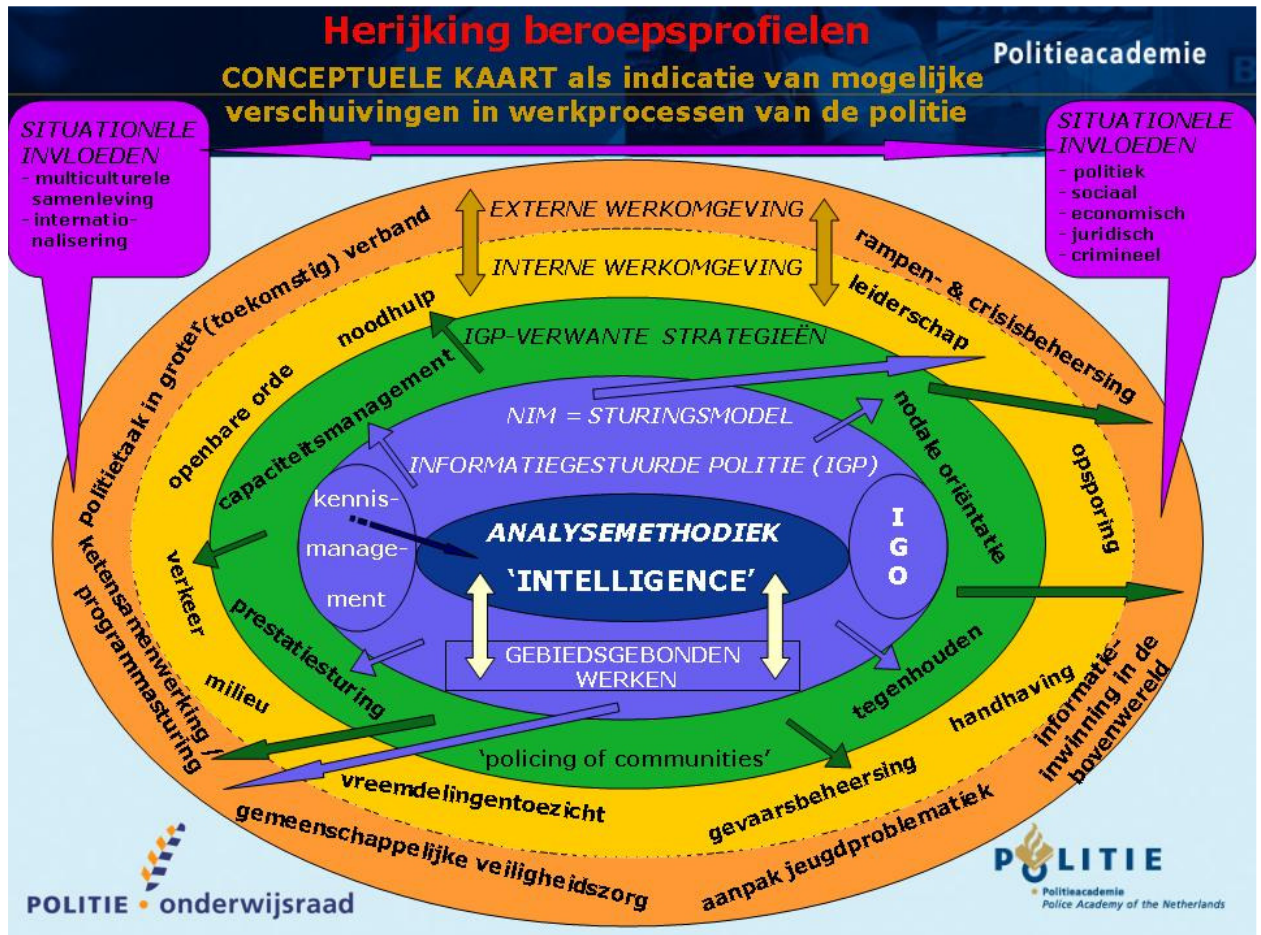 Herijking beroepsprofielen
Politieacademie
CONCEPTUELE KAART als indicatie van mogelijke
verschuivingen in werkprocessen van de politie
SITUATIONELE
INVLOEDEN
- multiculturele
samenleving
- internatio-
nalisering
SITUATIONELE
INVLOEDEN
- politiek
- sociaal
- economisch
- juridisch
- crimineel
EXTERNE WERKOMGEVING
politietaak in groter (toekomstig) verband
rampen- & crisisbeheersing
ketensamenwerking /
programmasturing
informatie-
inwinning in de
bovenwereld
gemeenschappelijke veiligheidszorg
aanpak jeugdproblematiek
INTERNE WERKOMGEVING
noodhulp
leiderschap
openbare orde
opsporing
verkeer
milieu
handhaving
vreemdelingentoezicht
gevaarsbeheersing
IGP-VERWANTE STRATEGIEËN
capaciteitsmanagement
nodale oriëntatie
prestatiesturing
tegenhouden
'policing of communities'
NIM = STURINGSMODEL
INFORMATIEGESTUURDE POLITIE (IGP)
kennis-
manage-
ment
ANALYSEMETHODIEK
'INTELLIGENCE'
I
G
O
GEBIEDSGEBONDEN
WERKEN
POLITIE • onderwijsraad
POLITIE
Politieacademie
Police Academy of the Netherlands